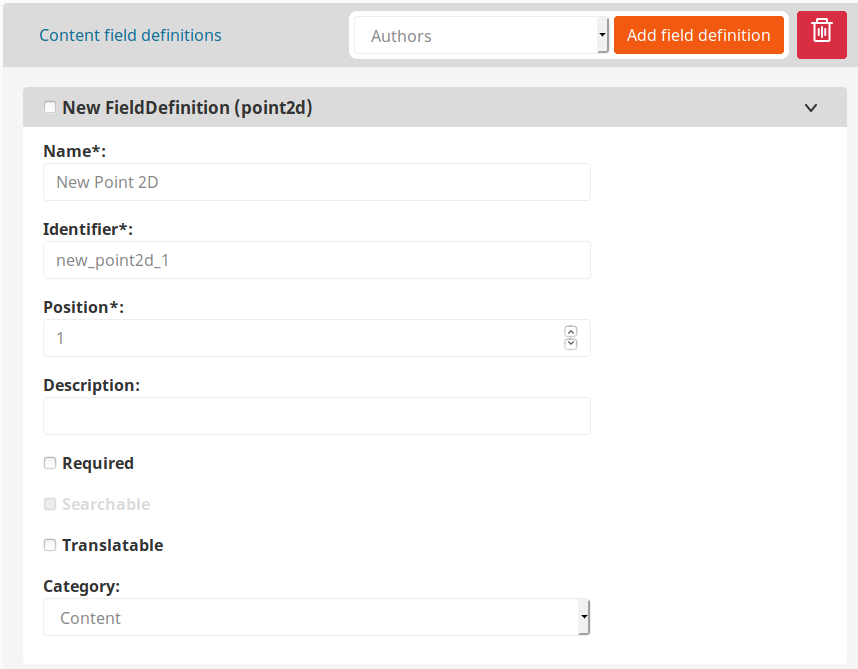 Content field definitions
Authors
Add field definition
New FieldDefinition (point2d)
Name*:
New Point 2D
Identifier*:
new_point2d_1
Position*:
1
Description:
Required
Searchable
Translatable
Category:
Content